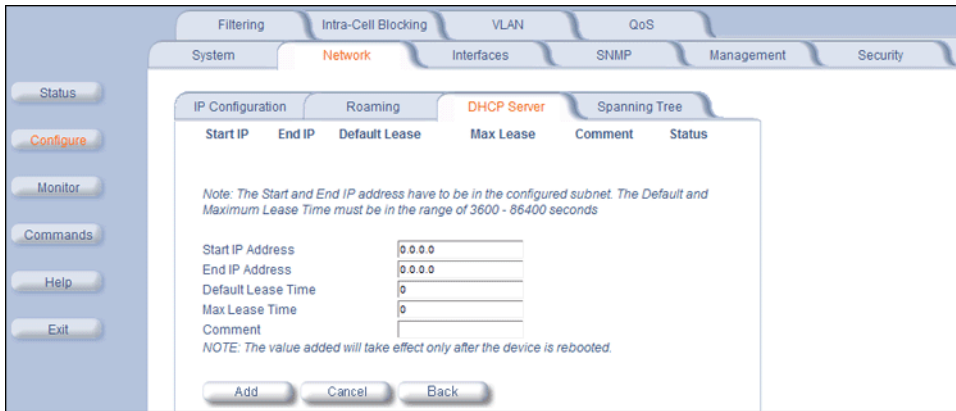 Filtering Intra-Cell Blocking VLAN QoS
System Network Interfaces SNMP Management Security
Status
Configure
Monitor
Commands
Help
Exit
IP Configuration Roaming DHCP Server Spanning Tree
Start IP End IP Default Lease Max Lease Comment Status
Note: The Start and End IP address have to be in the configured subnet. The Default and
Maximum Lease Time must be in the range of 3600 - 86400 seconds
Start IP Address 0.0.0.0
End IP Address 0.0.0.0
Default Lease Time 0
Max Lease Time 0
Comment
NOTE: The value added will take effect only after the device is rebooted.
Add Cancel Back